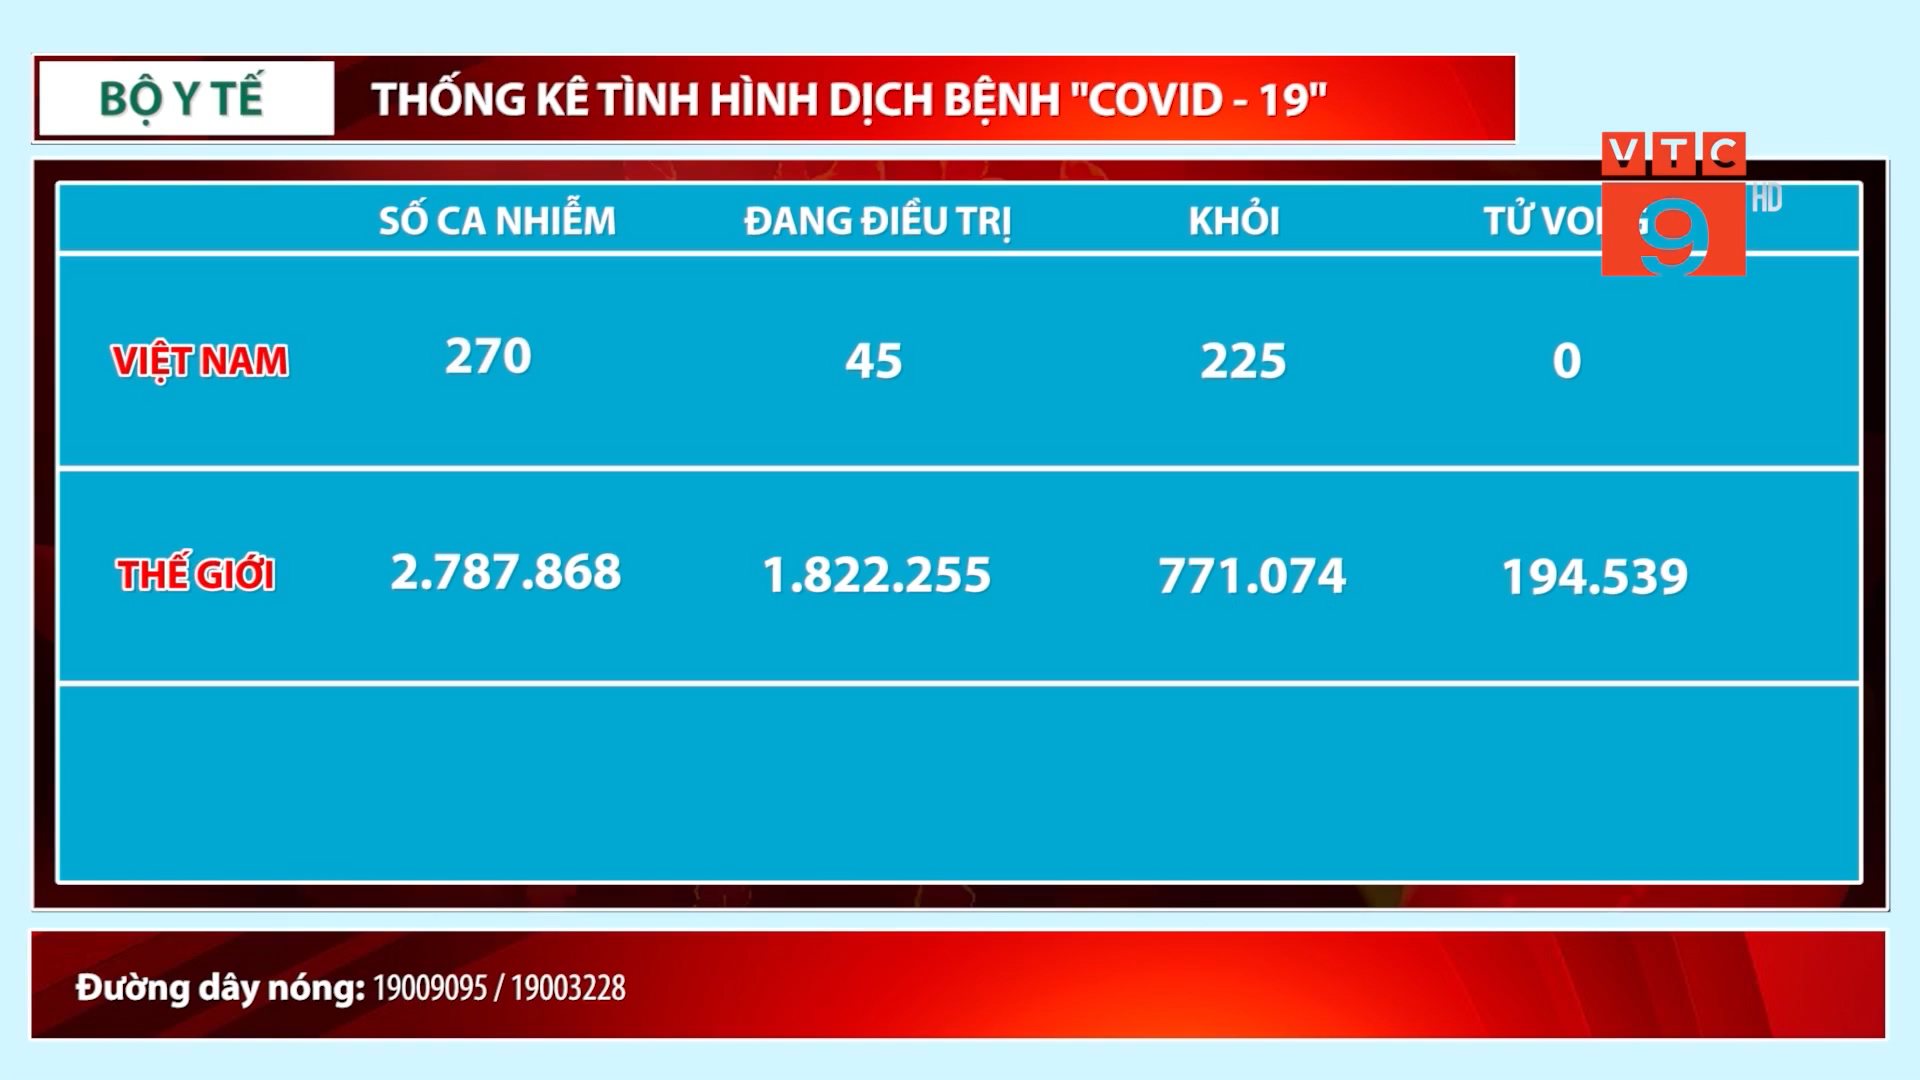 BỘ Y TẾ
THỐNG KÊ TÌNH HÌNH DỊCH BỆNH "COVID - 19"
VTC
9
HD
SỐ CA NHIỄM ĐANG ĐIỀU TRỊ KHỎI TỬ VONG
VIỆT NAM 270 45 225 0
THẾ GIỚI 2.787.868 1.822.255 771.074 194.539
Đường dây nóng: 19009095 / 19003228